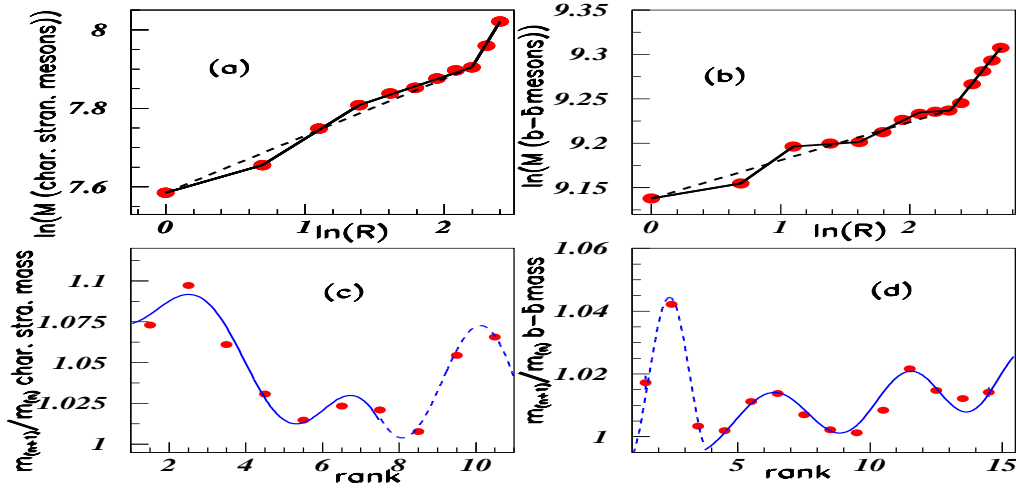 ln(M (char. stran. mesons))
8
7.8
7.6
(a)
0
1
2
ln(R)
ln(M (b-b̄ mesons))
9.35
9.3
9.25
9.2
9.15
(b)
0
1
2
ln(R)
m(n+1)/m(n) char. stra. mass
1.1
1.075
1.05
1.025
1
(c)
2
4
6
8
10
rank
m(n+1)/m(n) b-b̄ mass
1.06
1.04
1.02
1
(d)
5
10
15
rank